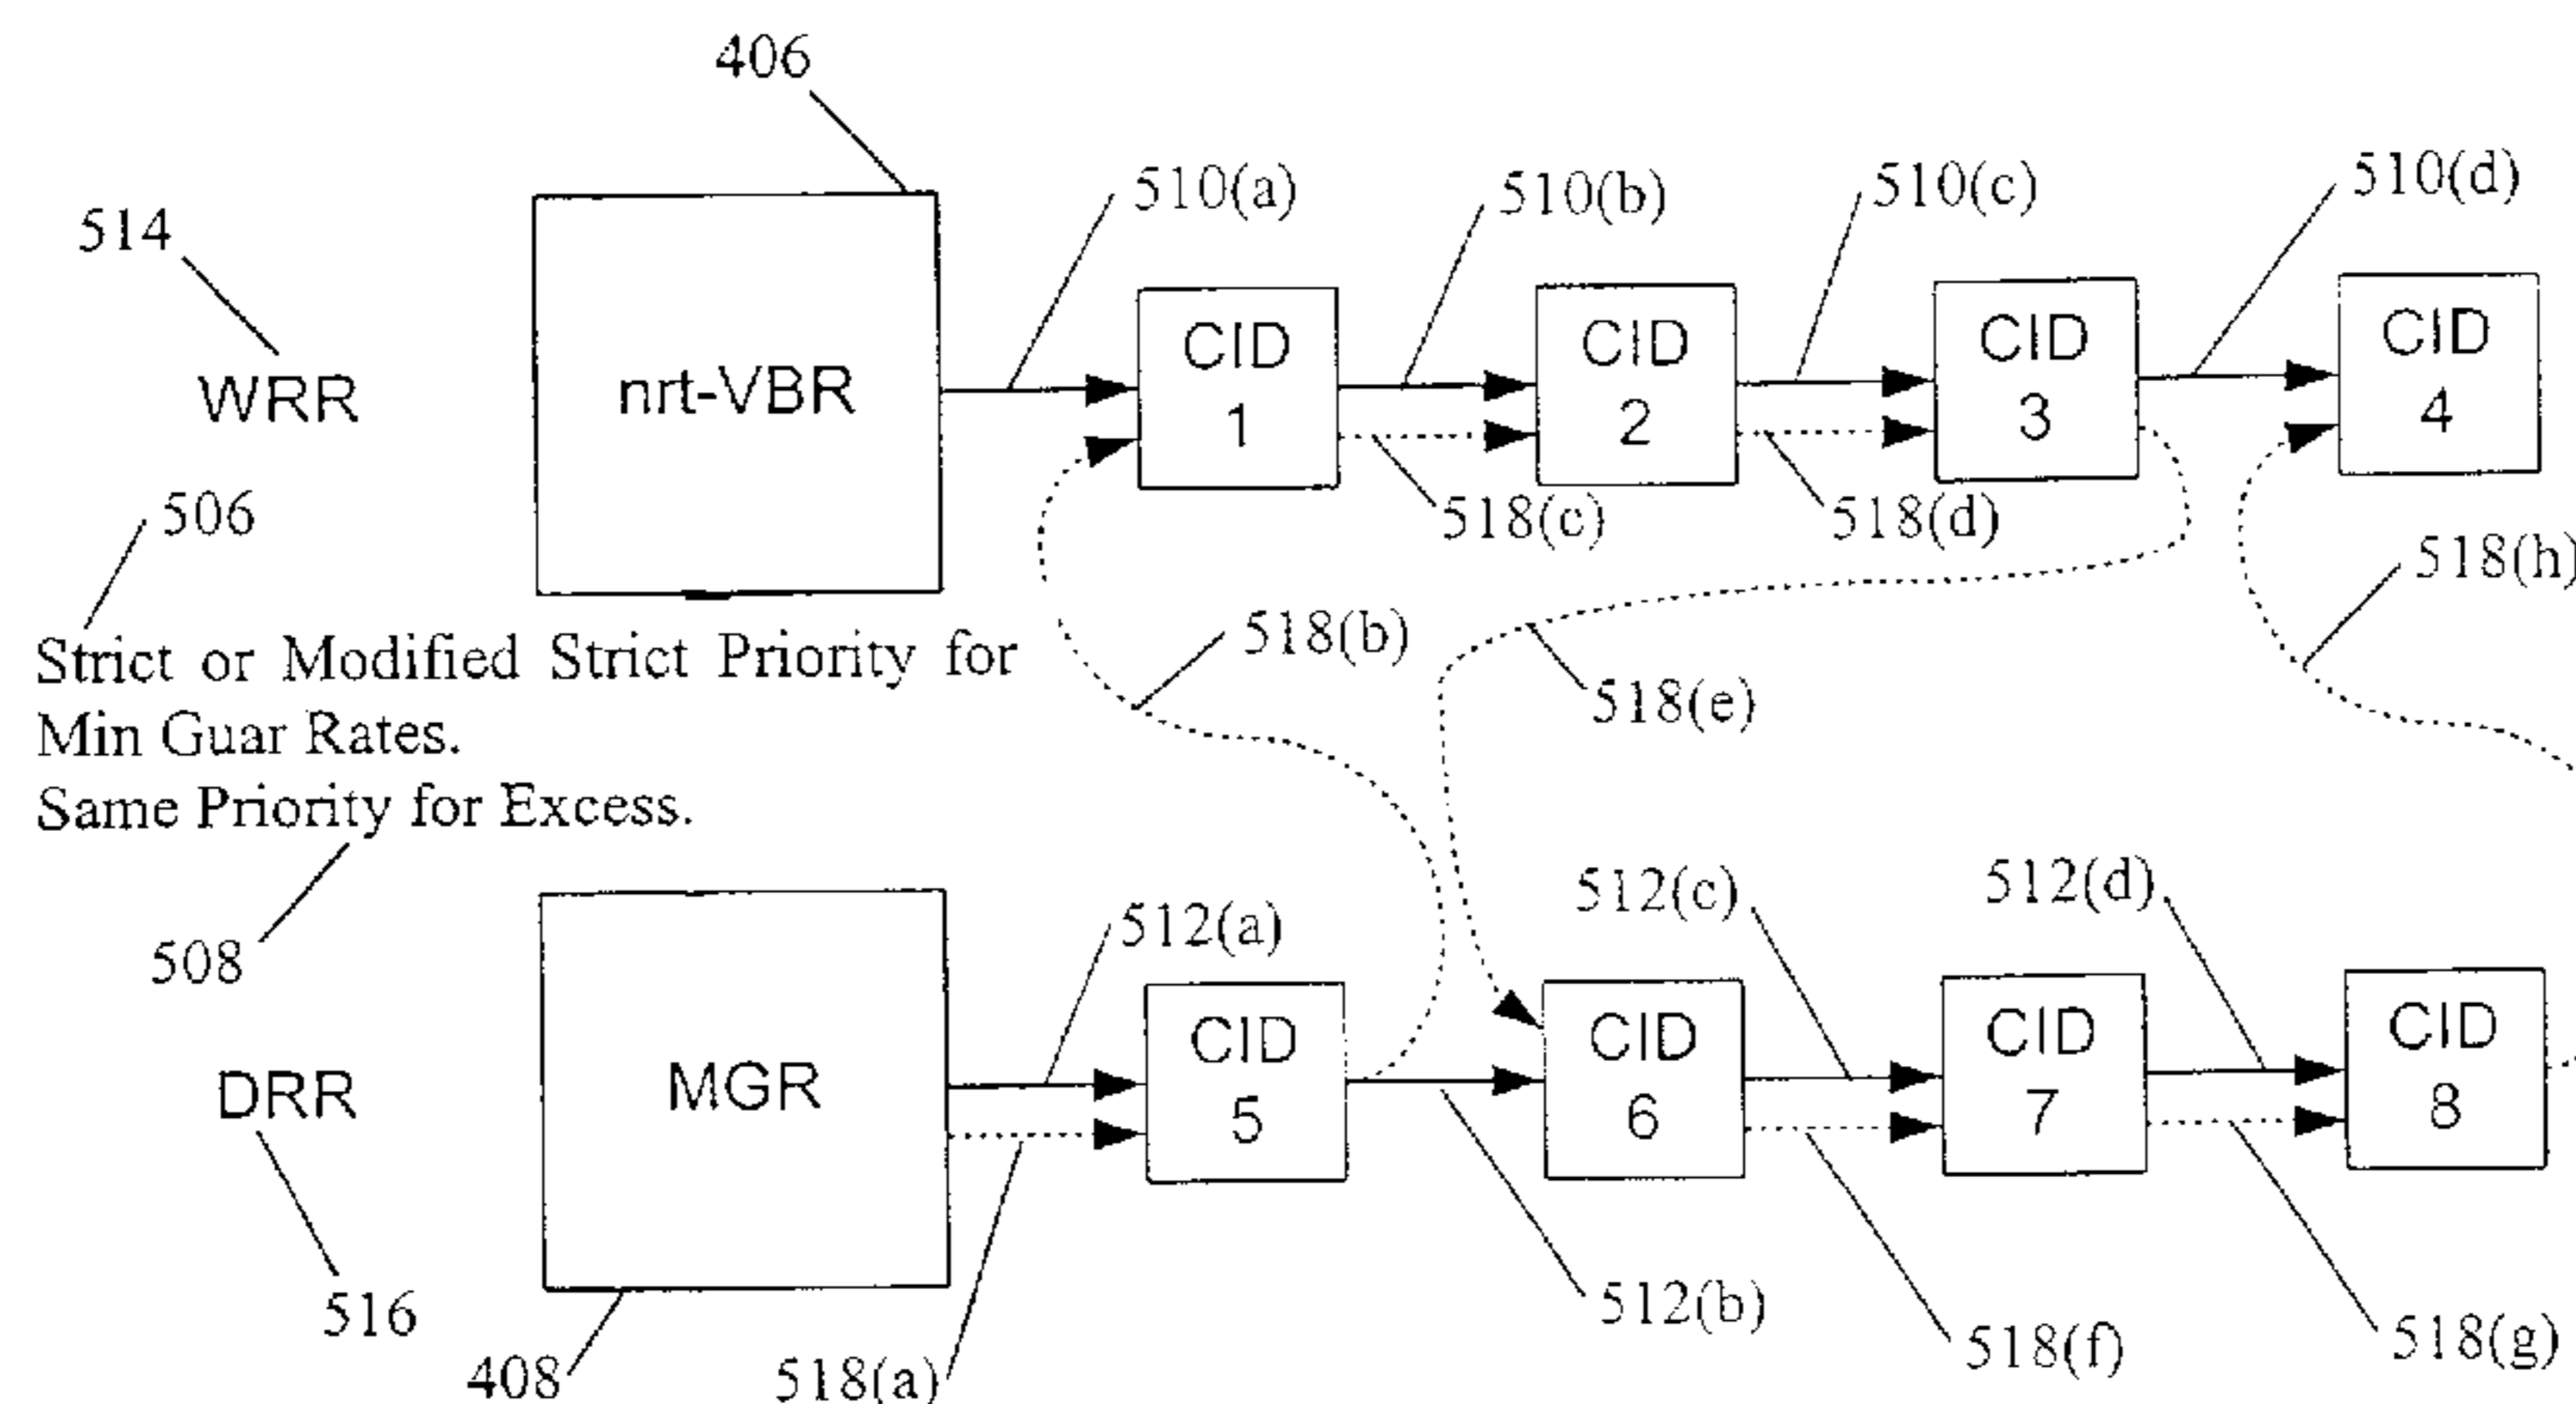 406
510(a)
510(b)
510(c)
510(d)
514
WRR
nrt-VBR
CID
1
CID
2
CID
3
CID
4
506
518(c)
518(d)
518(h)
Strict or Modified Strict Priority for
Min Guar Rates.
Same Priority for Excess.
518(b)
518(e)
508
512(a)
512(c)
512(d)
DRR
MGR
CID
5
CID
6
CID
7
CID
8
516
408
518(a)
512(b)
518(f)
518(g)